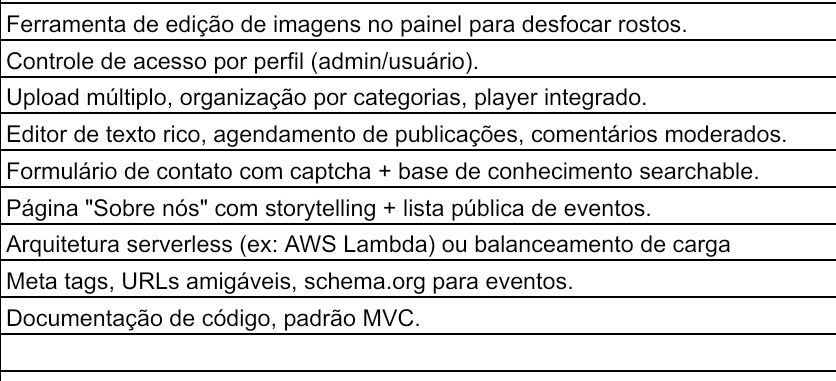 Ferramenta de edição de imagens no painel para desfocar rostos.
Controle de acesso por perfil (admin/usuário).
Upload múltiplo, organização por categorias, player integrado.
Editor de texto rico, agendamento de publicações, comentários moderados.
Formulário de contato com captcha + base de conhecimento searchable.
Página "Sobre nós" com storytelling + lista pública de eventos.
Arquitetura serverless (ex: AWS Lambda) ou balanceamento de carga
Meta tags, URLs amigáveis, schema.org para eventos.
Documentação de código, padrão MVC.